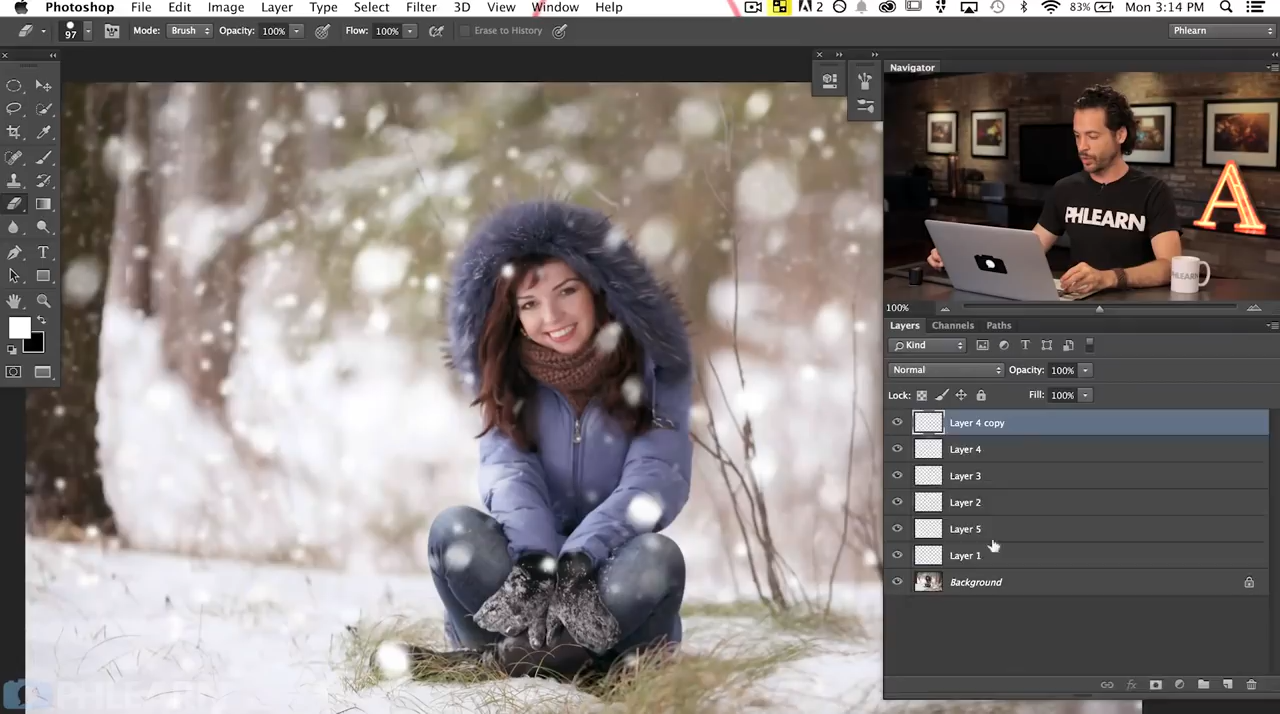 Photoshop File Edit Image Layer Type Select Filter 3D View Window Help 2 83% Mon 3:14 PM
97 Mode: Brush Opacity: 100% Flow: 100% Erase to History Phlearn
Navigator
PHLEARN
PHLEARN
A
100%
Layers Channels Paths
Kind
Normal Opacity: 100%
Lock: Fill: 100%
Layer 4 copy
Layer 4
Layer 3
Layer 2
Layer 5
Layer 1
Background
PHLEARN